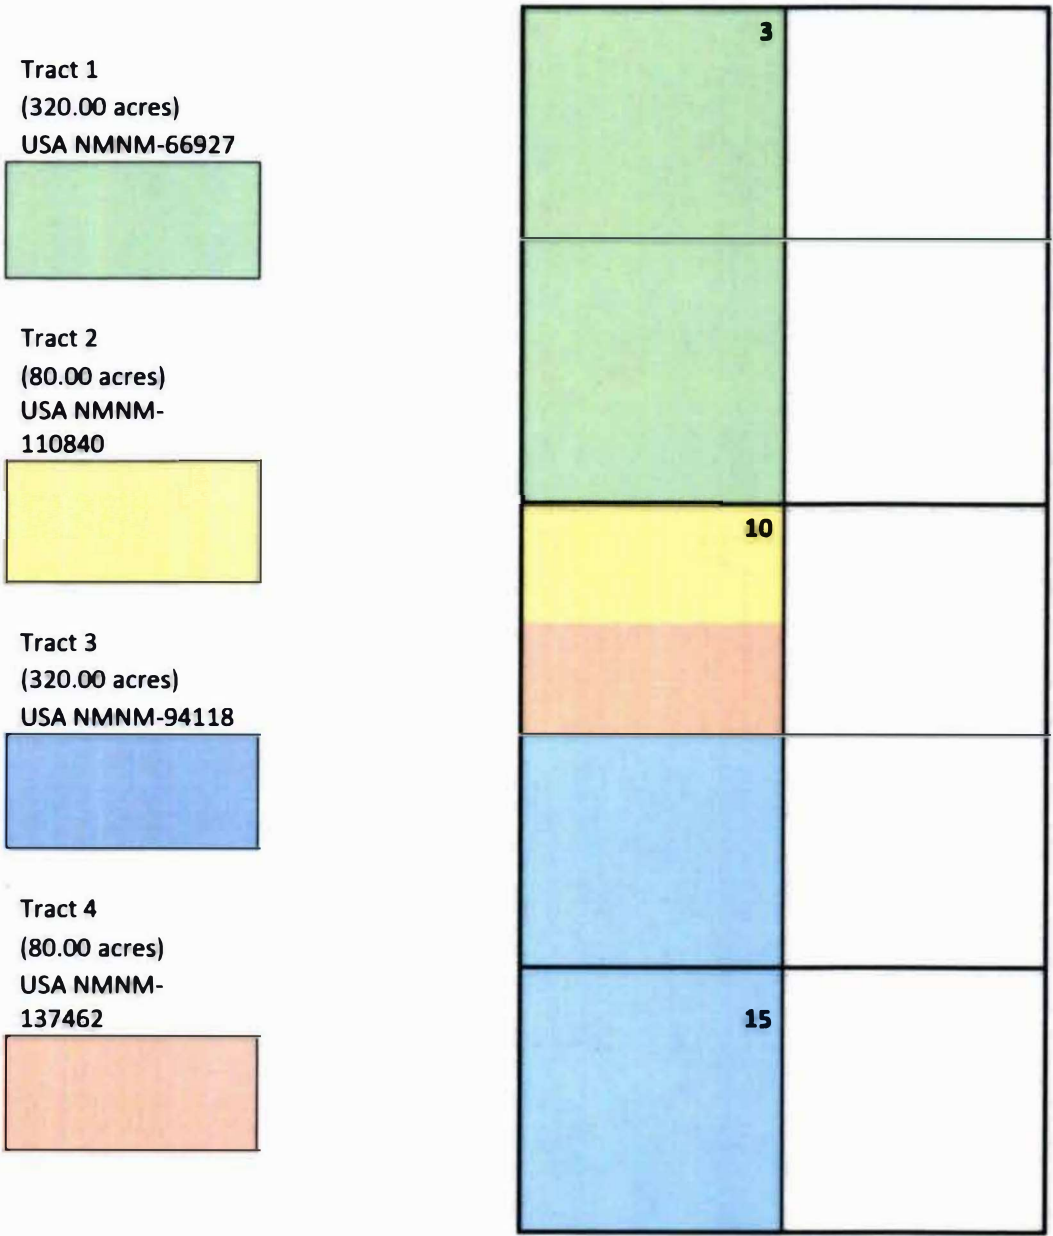 Tract 1
(320.00 acres)
USA NMNM-66927
Tract 2
(80.00 acres)
USA NMNM-
110840
Tract 3
(320.00 acres)
USA NMNM-94118
Tract 4
(80.00 acres)
USA NMNM-
137462
3
10
15